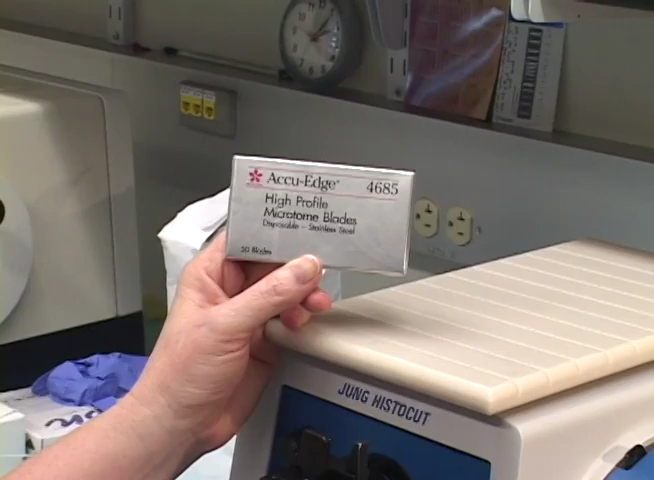 Accu-Edge® 4685
High Profile
Microtome Blades
Disposable - Stainless Steel
50 Blades
JUNG HISTOCUT